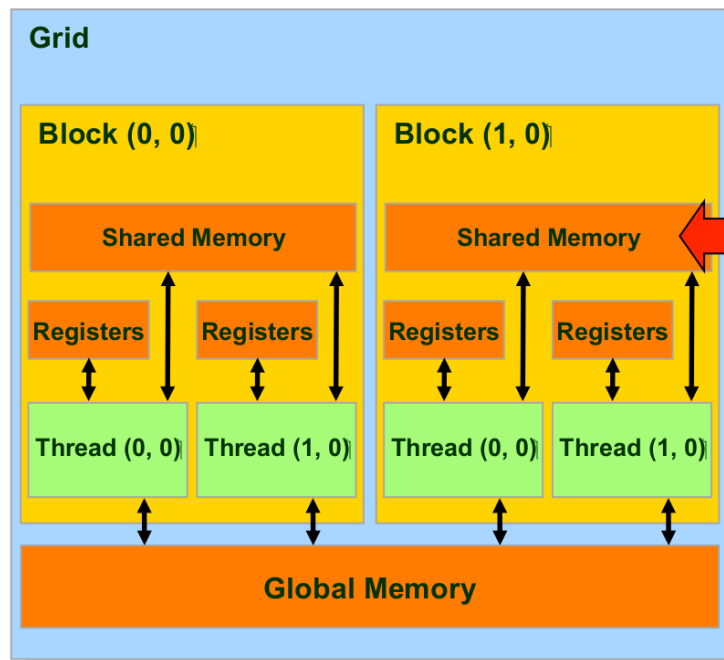 Grid
Block (0, 0)
Block (1, 0)
Shared Memory
Shared Memory
Registers
Registers
Registers
Registers
Thread (0, 0)
Thread (1, 0)
Thread (0, 0)
Thread (1, 0)
Global Memory